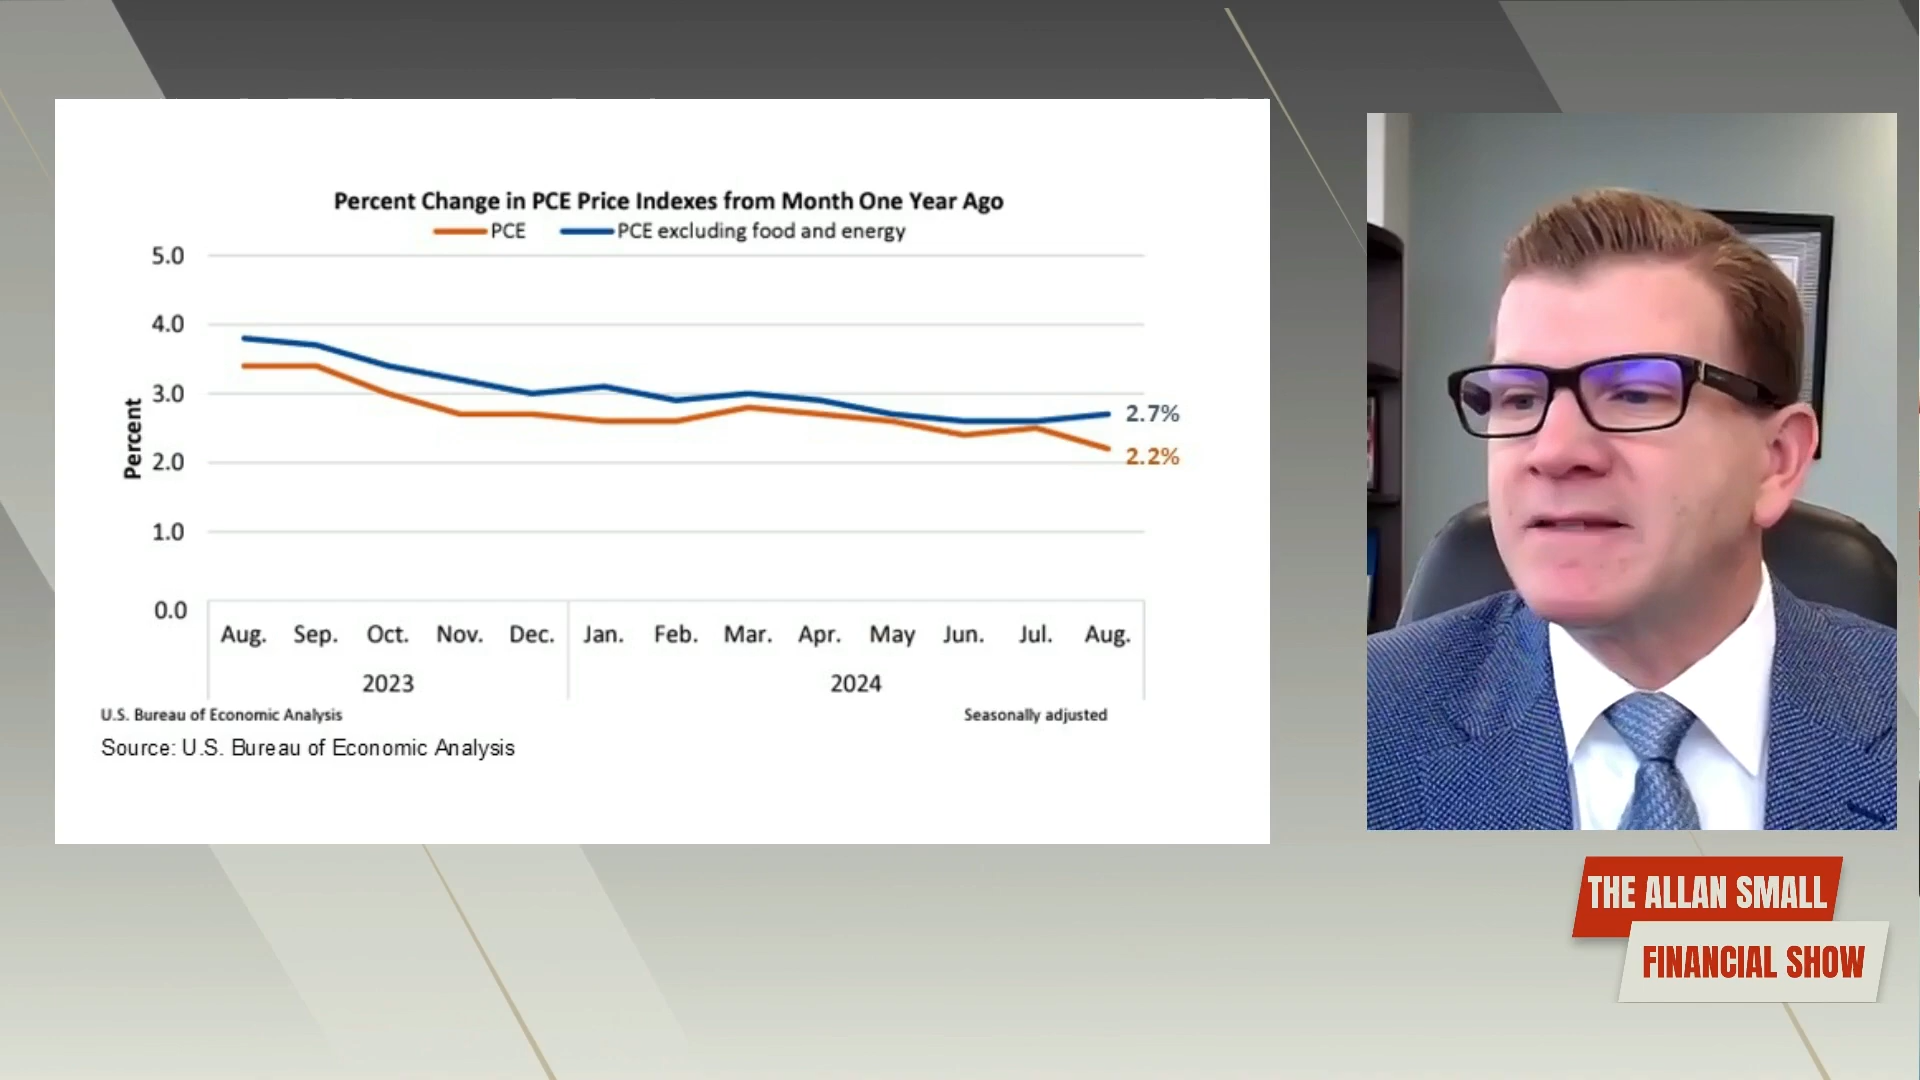 Percent Change in PCE Price Indexes from Month One Year Ago
PCE PCE excluding food and energy
5.0
4.0
3.0
2.0
1.0
0.0
Percent
2.7%
2.2%
Aug. Sep. Oct. Nov. Dec. Jan. Feb. Mar. Apr. May Jun. Jul. Aug.
2023 2024
U.S. Bureau of Economic Analysis Seasonally adjusted
Source: U.S. Bureau of Economic Analysis
THE ALLAN SMALL
FINANCIAL SHOW